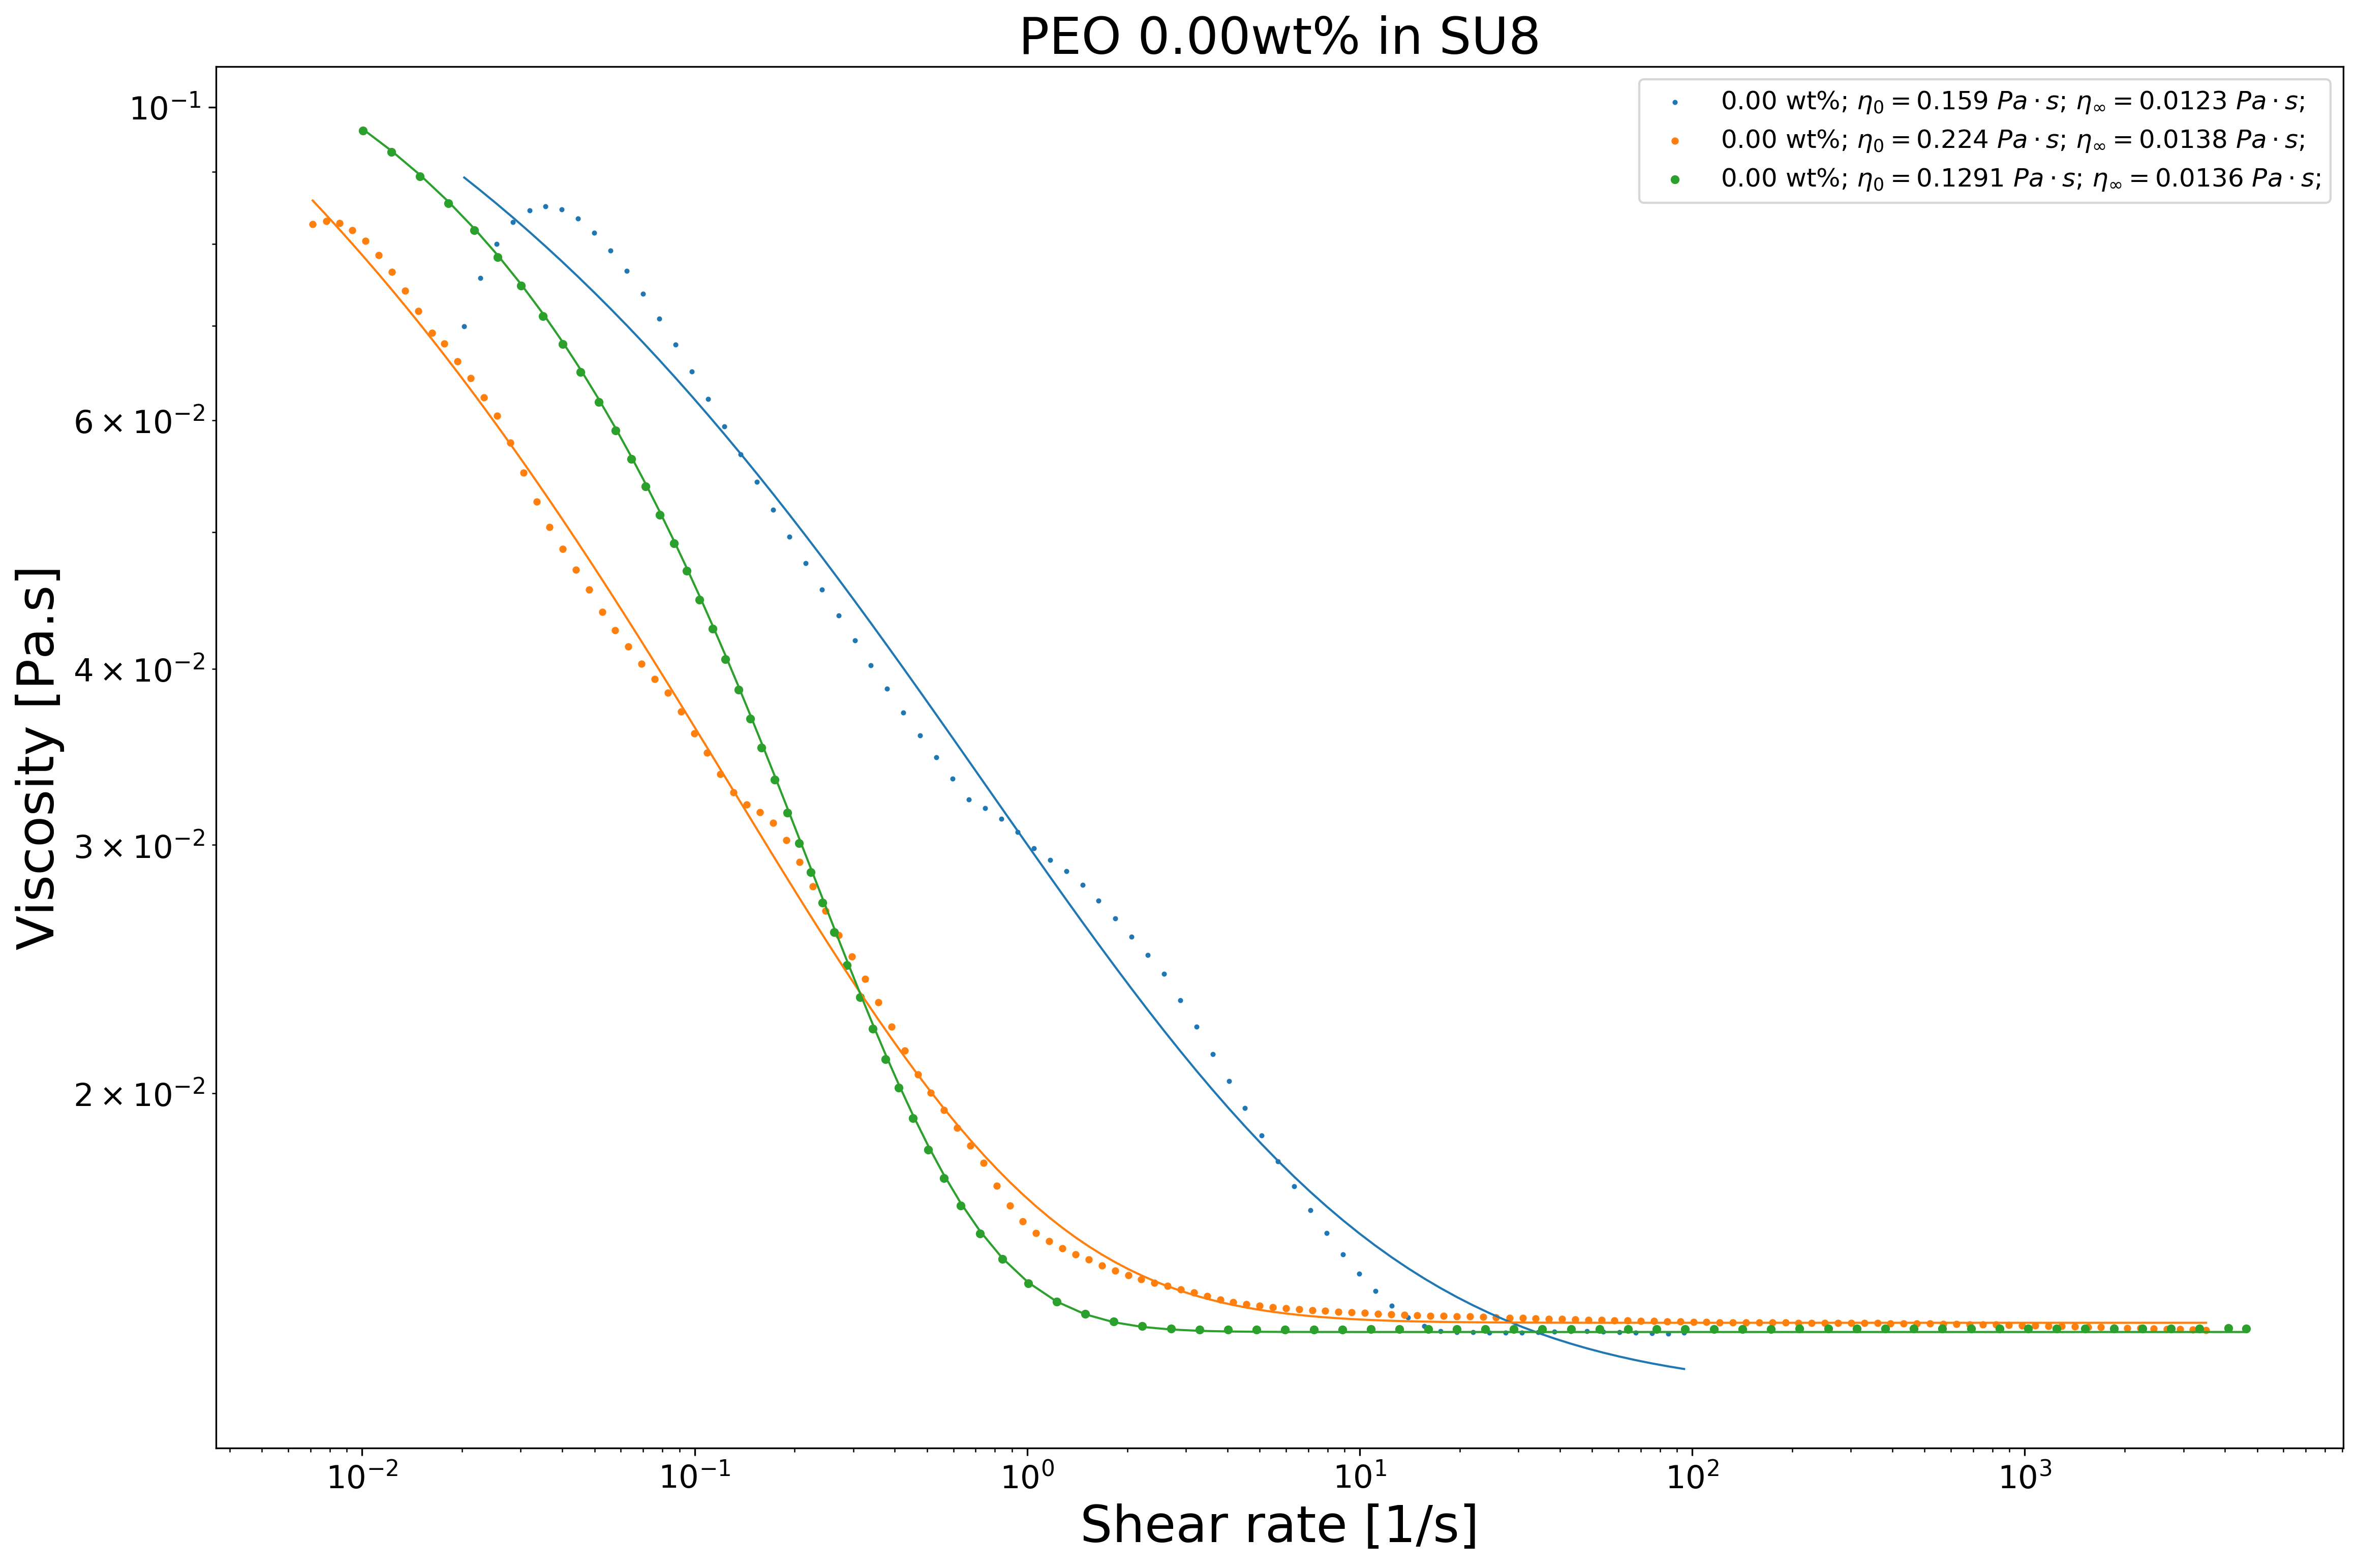 PEO 0.00wt% in SU8
0.00 wt%; η₀ = 0.159 Pa · s; η∞ = 0.0123 Pa · s;
0.00 wt%; η₀ = 0.224 Pa · s; η∞ = 0.0138 Pa · s;
0.00 wt%; η₀ = 0.1291 Pa · s; η∞ = 0.0136 Pa · s;
Viscosity [Pa.s]
10⁻¹
6 × 10⁻²
4 × 10⁻²
3 × 10⁻²
2 × 10⁻²
10⁻² 10⁻¹ 10⁰ 10¹ 10² 10³
Shear rate [1/s]